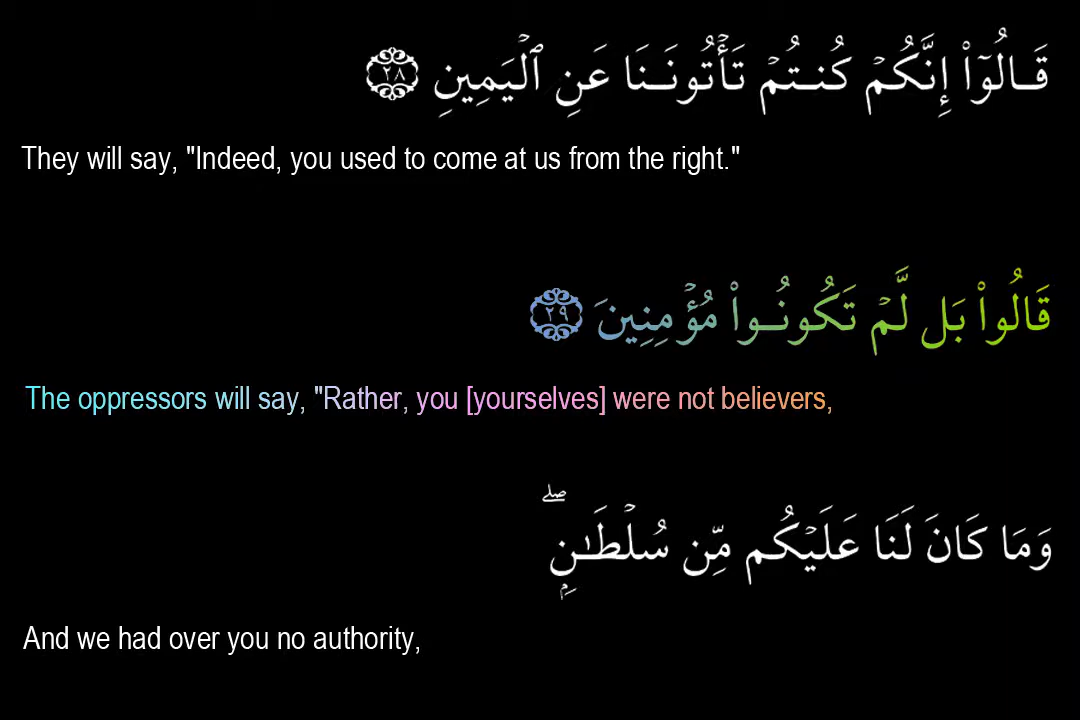 قَالُوٓا۟ إِنَّكُمۡ كُنتُمۡ تَأۡتُونَنَا عَنِ ٱلۡيَمِينِ ٢٨
They will say, "Indeed, you used to come at us from the right."
قَالُوا۟ بَل لَّمۡ تَكُونُوا۟ مُؤۡمِنِينَ ٢٩
The oppressors will say, "Rather, you [yourselves] were not believers,
وَمَا كَانَ لَنَا عَلَيۡكُم مِّن سُلۡطَـٰنِۭۖ
And we had over you no authority,